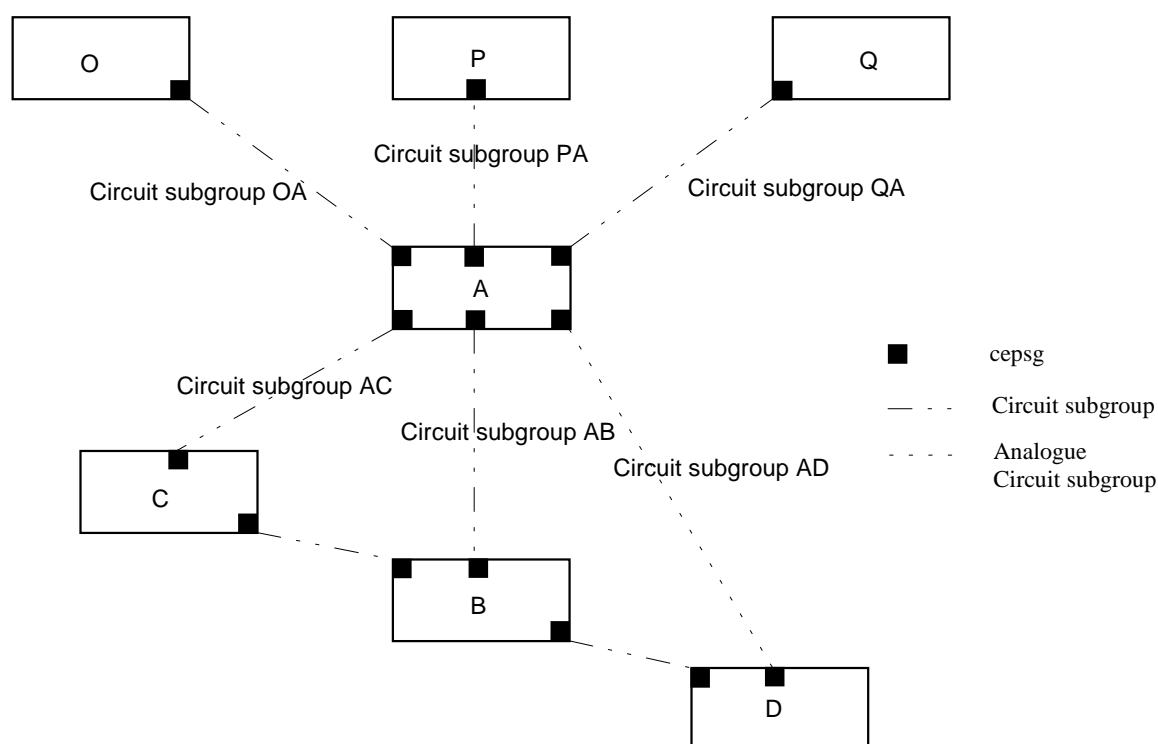 O
P
Q
Circuit subgroup PA
Circuit subgroup OA
Circuit subgroup QA
A
cepsg
Circuit subgroup AC
Circuit subgroup
Circuit subgroup AB
Analogue
Circuit subgroup AD
Circuit subgroup
C
B
D